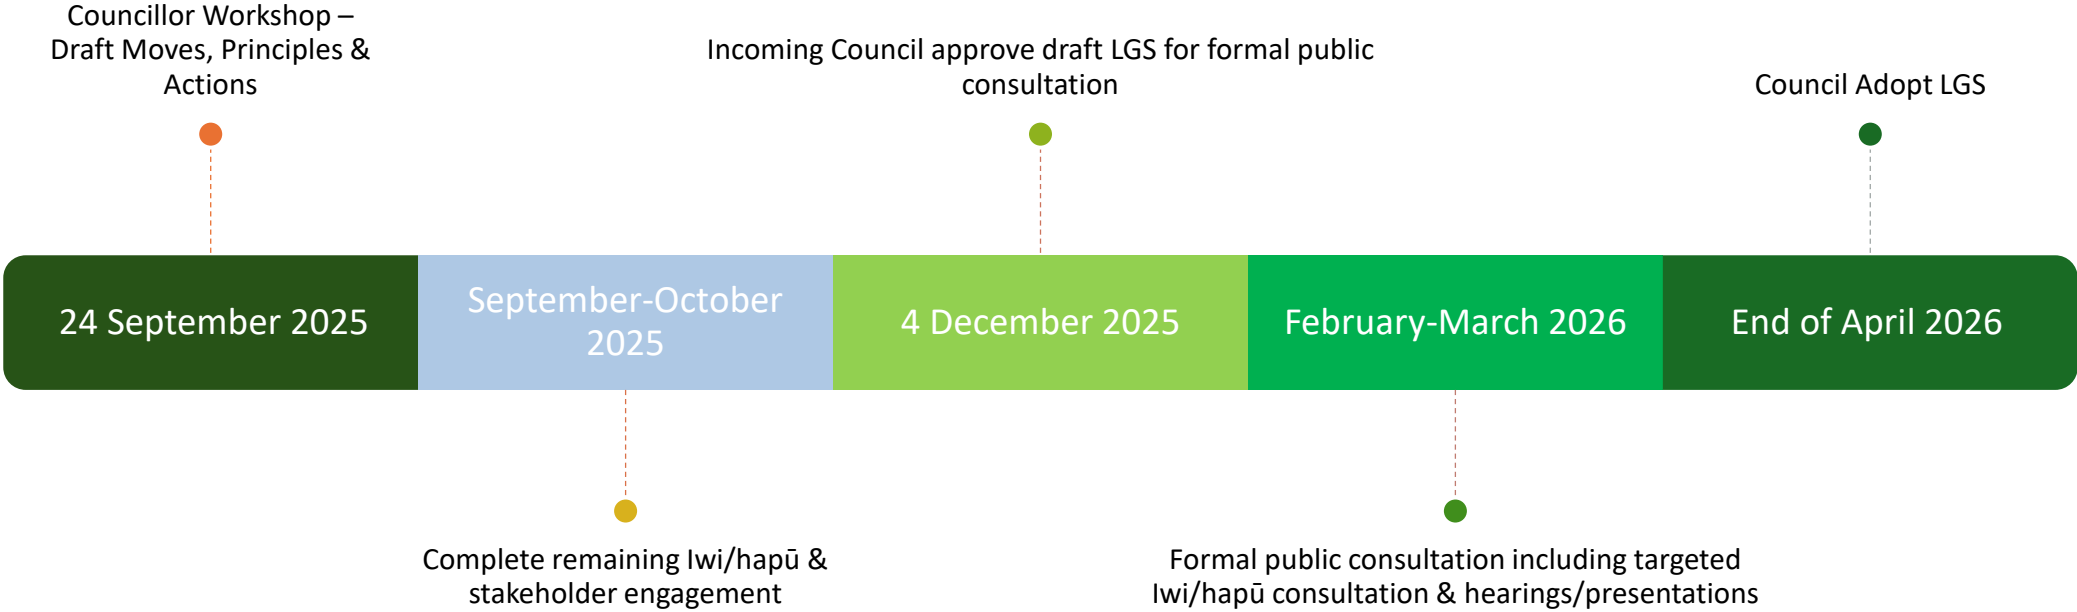 Councillor Workshop –
Draft Moves, Principles &
Actions
Incoming Council approve draft LGS for formal public
consultation
Council Adopt LGS
24 September 2025
September-October
2025
4 December 2025
February-March 2026
End of April 2026
Complete remaining Iwi/hapū &
stakeholder engagement
Formal public consultation including targeted
Iwi/hapū consultation & hearings/presentations